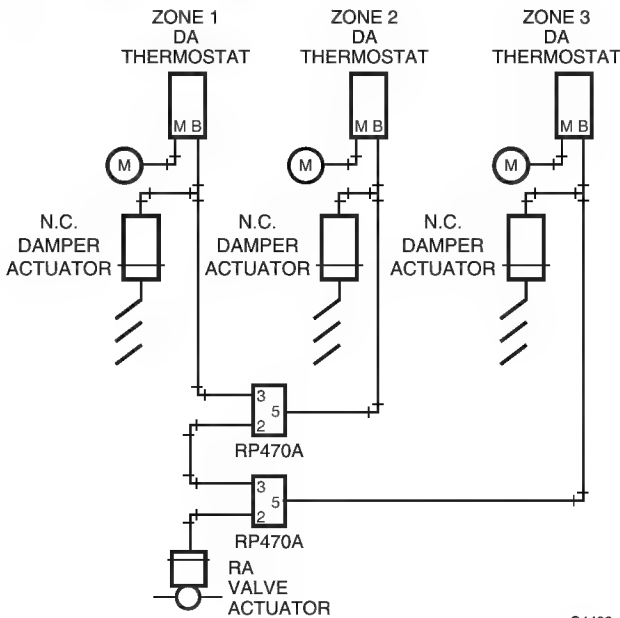 ZONE 1
DA
THERMOSTAT
ZONE 2
DA
THERMOSTAT
ZONE 3
DA
THERMOSTAT
M B
M B
M B
M
M
M
N.C.
DAMPER
ACTUATOR
N.C.
DAMPER
ACTUATOR
N.C.
DAMPER
ACTUATOR
3
5
2
RP470A
3
5
2
RP470A
RA
VALVE
ACTUATOR